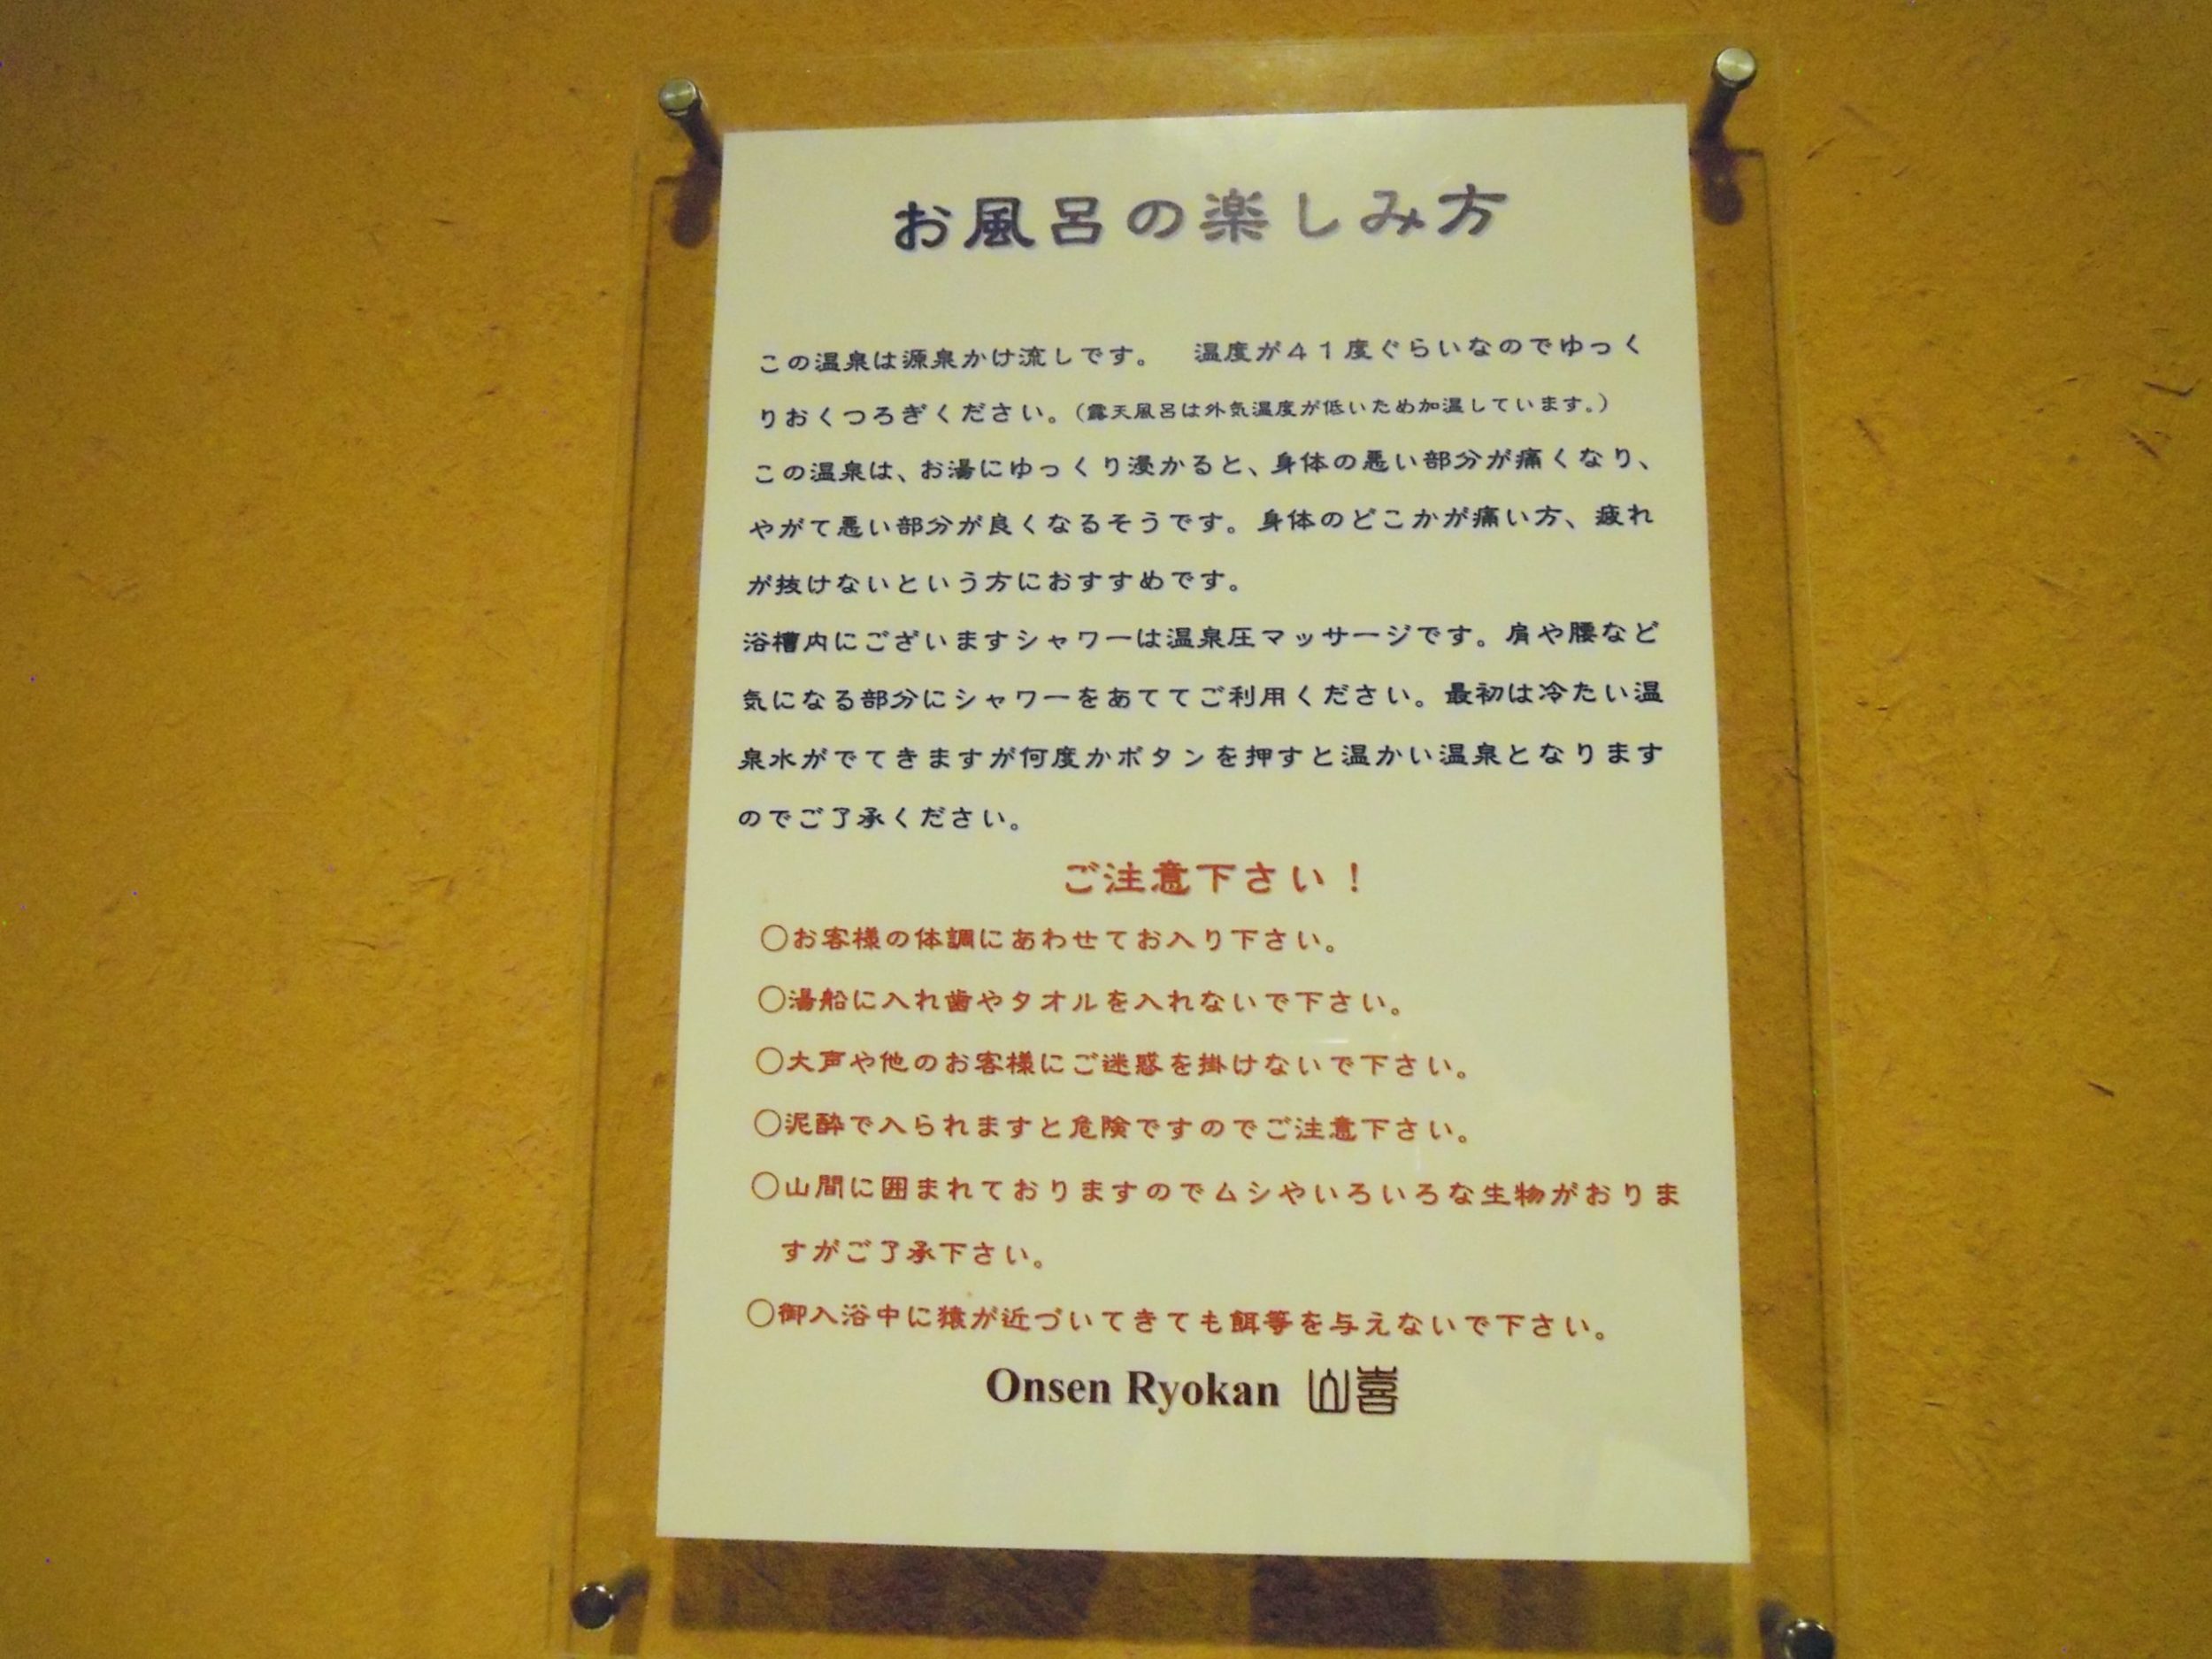 お風呂の楽しみ方
この温泉は源泉かけ流しです。　温度が４１度ぐらいなのでゆっく
りおくつろぎください。（露天風呂は外気温度が低いため加温しています。）
この温泉は、お湯にゆっくり浸かると、身体の悪い部分が痛くなり、
やがて悪い部分が良くなるそうです。身体のどこかが痛い方、疲れ
が抜けないという方におすすめです。
浴槽内にございますシャワーは温泉圧マッサージです。肩や腰など
気になる部分にシャワーをあててご利用ください。最初は冷たい温
泉水がでてきますが何度かボタンを押すと温かい温泉となります
のでご了承ください。
ご注意下さい！
〇お客様の体調にあわせてお入り下さい。
〇湯船に入れ歯やタオルを入れないで下さい。
〇大声や他のお客様にご迷惑を掛けないで下さい。
〇泥酔で入られますと危険ですのでご注意下さい。
〇山間に囲まれておりますのでムシやいろいろな生物がおりま
すがご了承下さい。
〇御入浴中に猿が近づいてきても餌等を与えないで下さい。
Onsen Ryokan 山喜